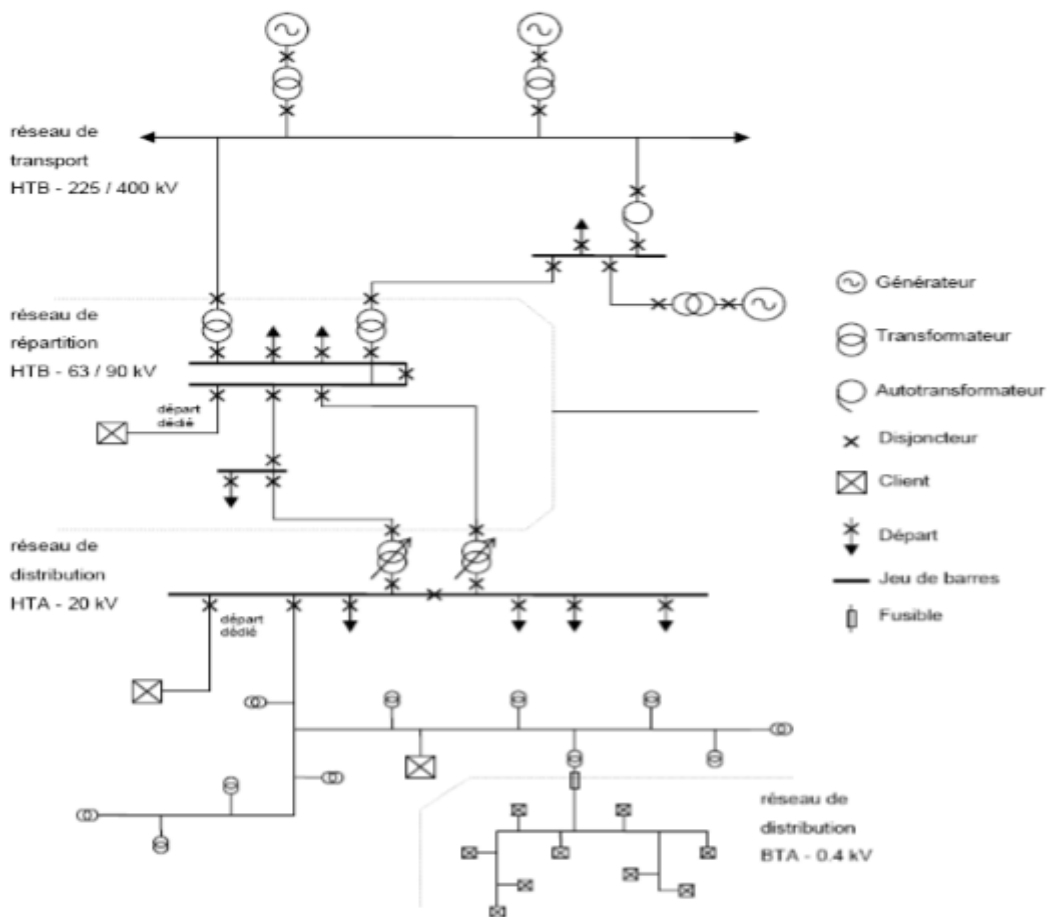 réseau de
transport
HTB - 225 / 400 kV
réseau de
répartition
HTB - 63 / 90 kV
départ
dédié
réseau de
distribution
HTA - 20 kV
départ
dédié
réseau de
distribution
BTA - 0.4 kV
Générateur
Transformateur
Autotransformateur
Disjoncteur
Client
Départ
Jeu de barres
Fusible